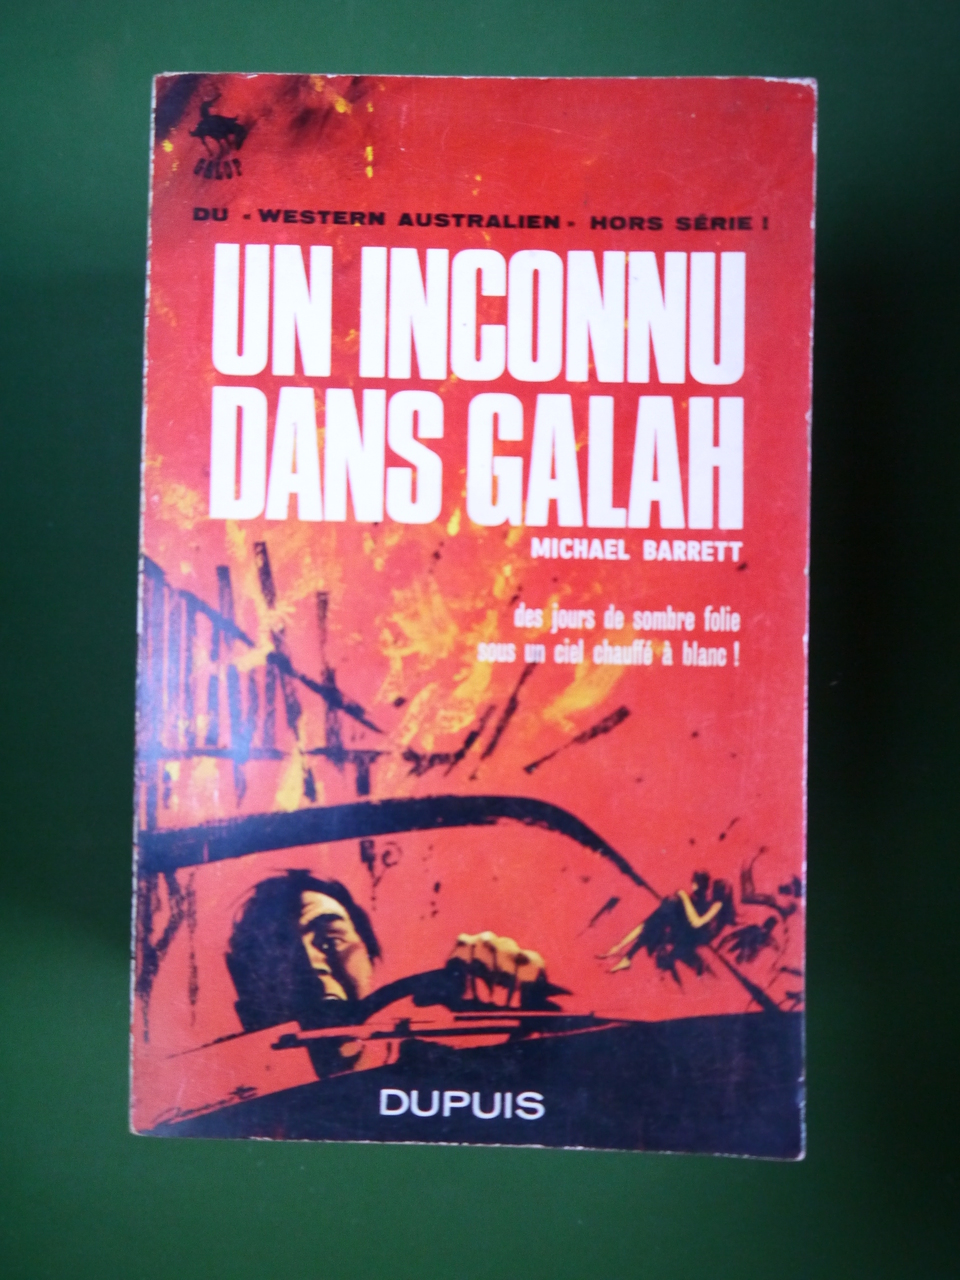 GALOP
DU « WESTERN AUSTRALIEN » HORS SÉRIE !
UN INCONNU
DANS GALAH
MICHAEL BARRETT
des jours de sombre folie
sous un ciel chauffé à blanc !
DUPUIS